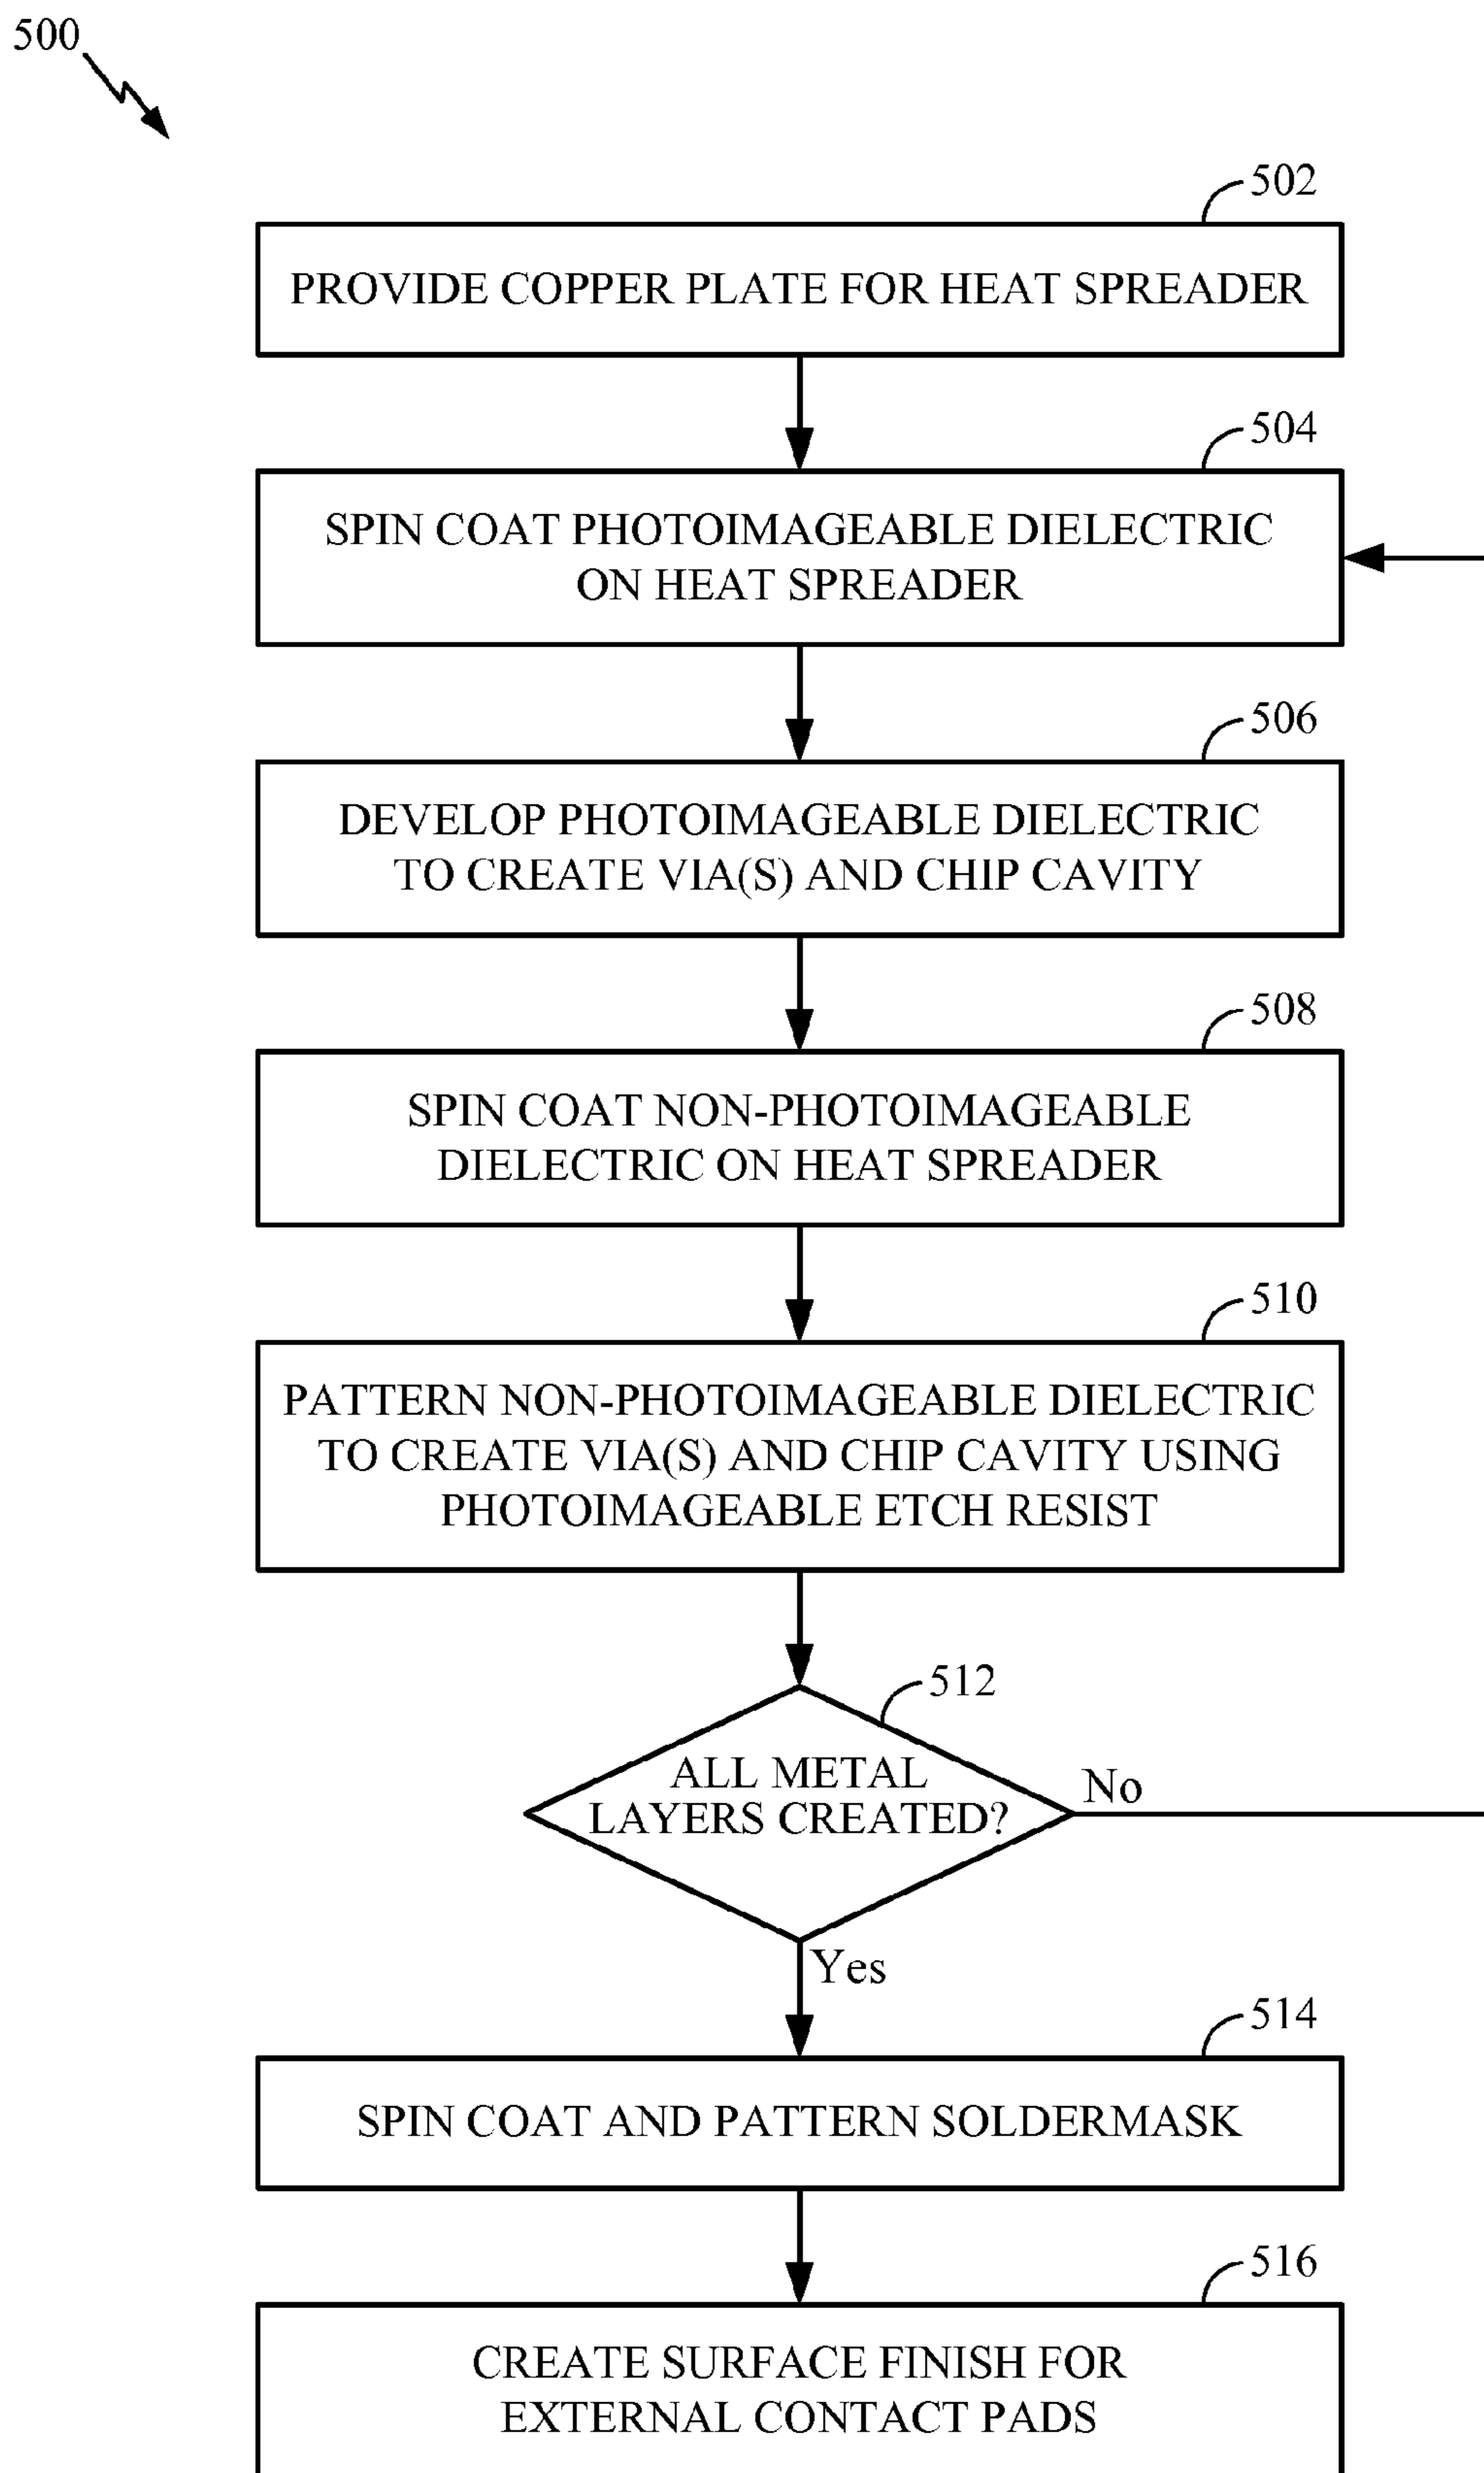 500
502
PROVIDE COPPER PLATE FOR HEAT SPREADER
504
SPIN COAT PHOTOIMAGEABLE DIELECTRIC
ON HEAT SPREADER
506
DEVELOP PHOTOIMAGEABLE DIELECTRIC
TO CREATE VIA(S) AND CHIP CAVITY
508
SPIN COAT NON-PHOTOIMAGEABLE
DIELECTRIC ON HEAT SPREADER
510
PATTERN NON-PHOTOIMAGEABLE DIELECTRIC
TO CREATE VIA(S) AND CHIP CAVITY USING
PHOTOIMAGEABLE ETCH RESIST
512
ALL METAL
LAYERS CREATED?
No
Yes
514
SPIN COAT AND PATTERN SOLDERMASK
516
CREATE SURFACE FINISH FOR
EXTERNAL CONTACT PADS